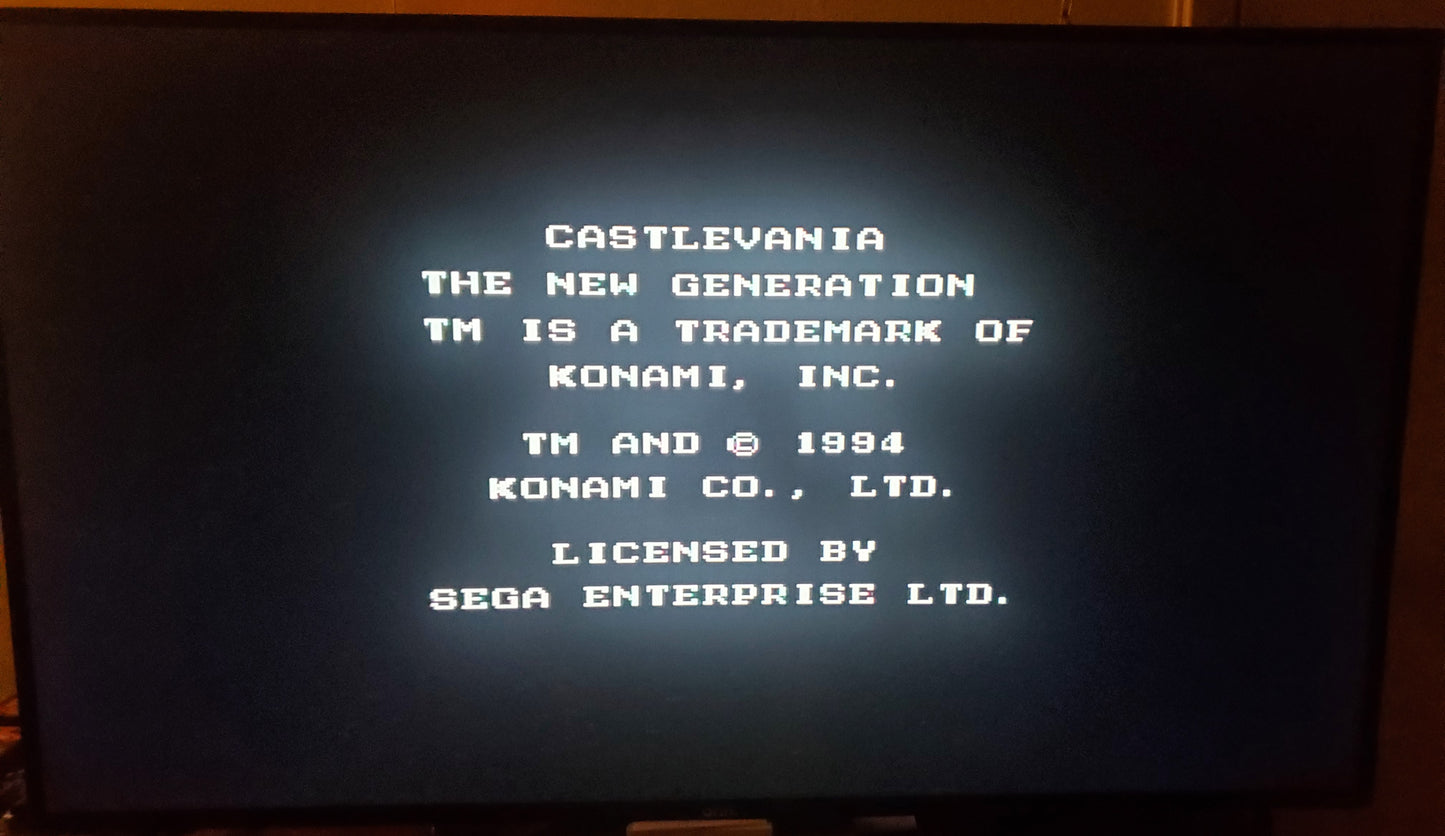 CASTLEVANIA
THE NEW GENERATION
TM IS A TRADEMARK OF
KONAMI, INC.
TM AND © 1994
KONAMI CO., LTD.
LICENSED BY
SEGA ENTERPRISE LTD.